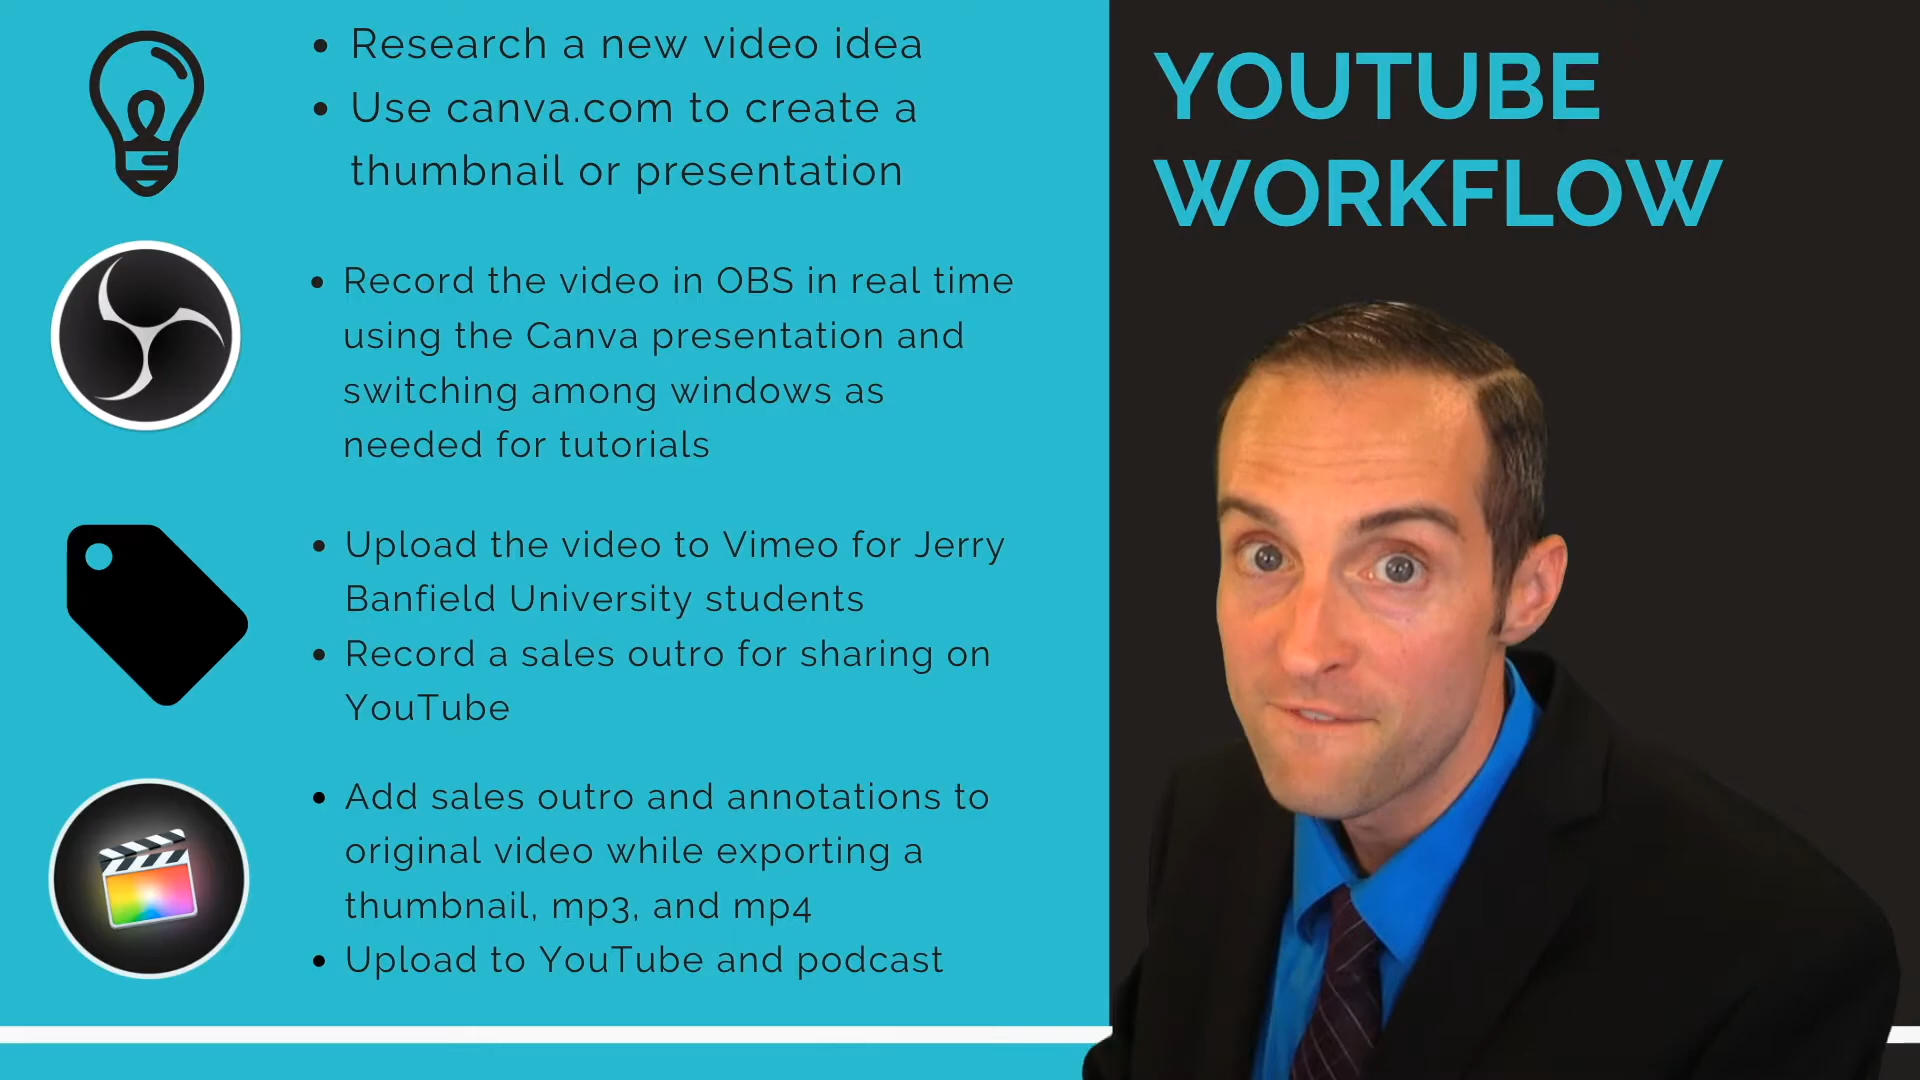 YOUTUBE
WORKFLOW
• Research a new video idea
• Use canva.com to create a
thumbnail or presentation
• Record the video in OBS in real time
using the Canva presentation and
switching among windows as
needed for tutorials
• Upload the video to Vimeo for Jerry
Banfield University students
• Record a sales outro for sharing on
YouTube
• Add sales outro and annotations to
original video while exporting a
thumbnail, mp3, and mp4
• Upload to YouTube and podcast